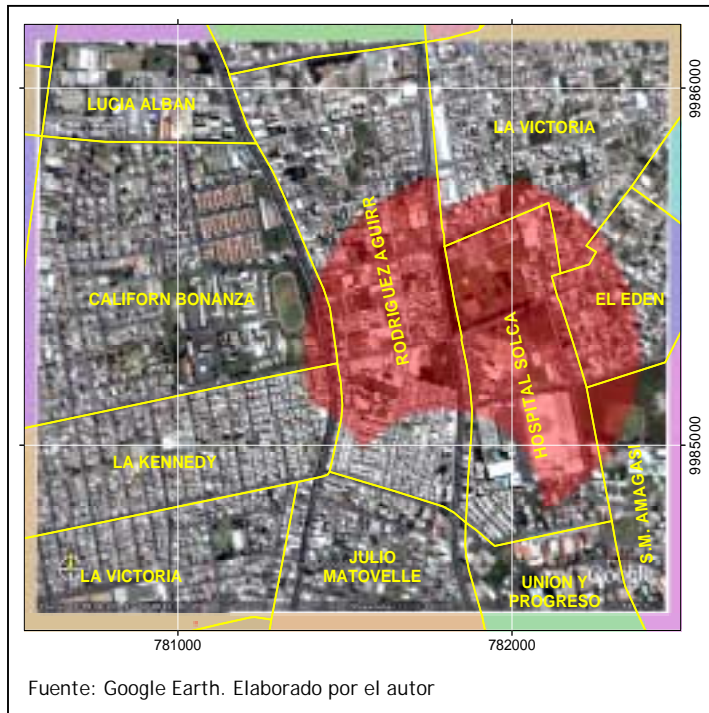 9986000
LUCIA ALBAN
LA VICTORIA
RODRIGUEZ AGUIRR
CALIFORN BONANZA
EL EDEN
HOSPITAL SOLCA
9985000
LA KENNEDY
S.M. AMAGASI
LA VICTORIA
JULIO
MATOVELLE
UNION Y
PROGRESO
Google
781000
782000
Fuente: Google Earth. Elaborado por el autor